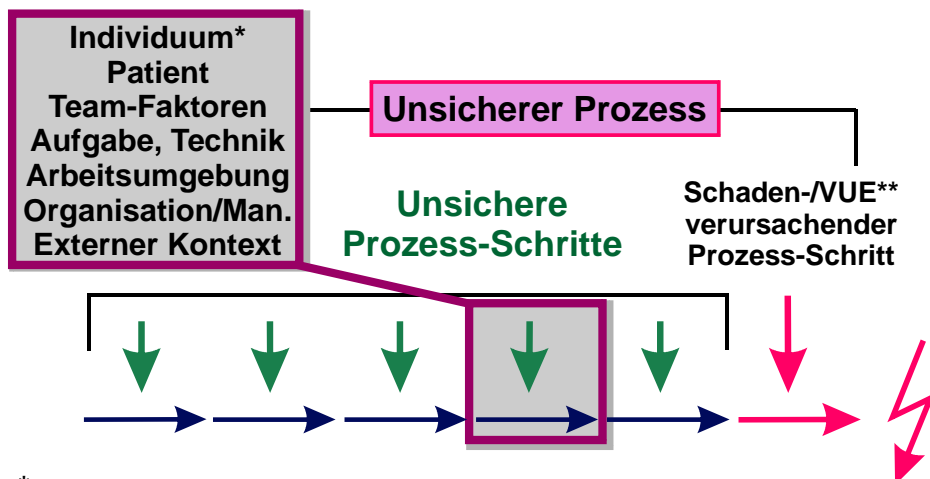 Individuum*
Patient
Team-Faktoren
Aufgabe, Technik
Arbeitsumgebung
Organisation/Man.
Externer Kontext
Unsicherer Prozess
Unsichere
Prozess-Schritte
Schaden-/VUE**
verursachender
Prozess-Schritt
*